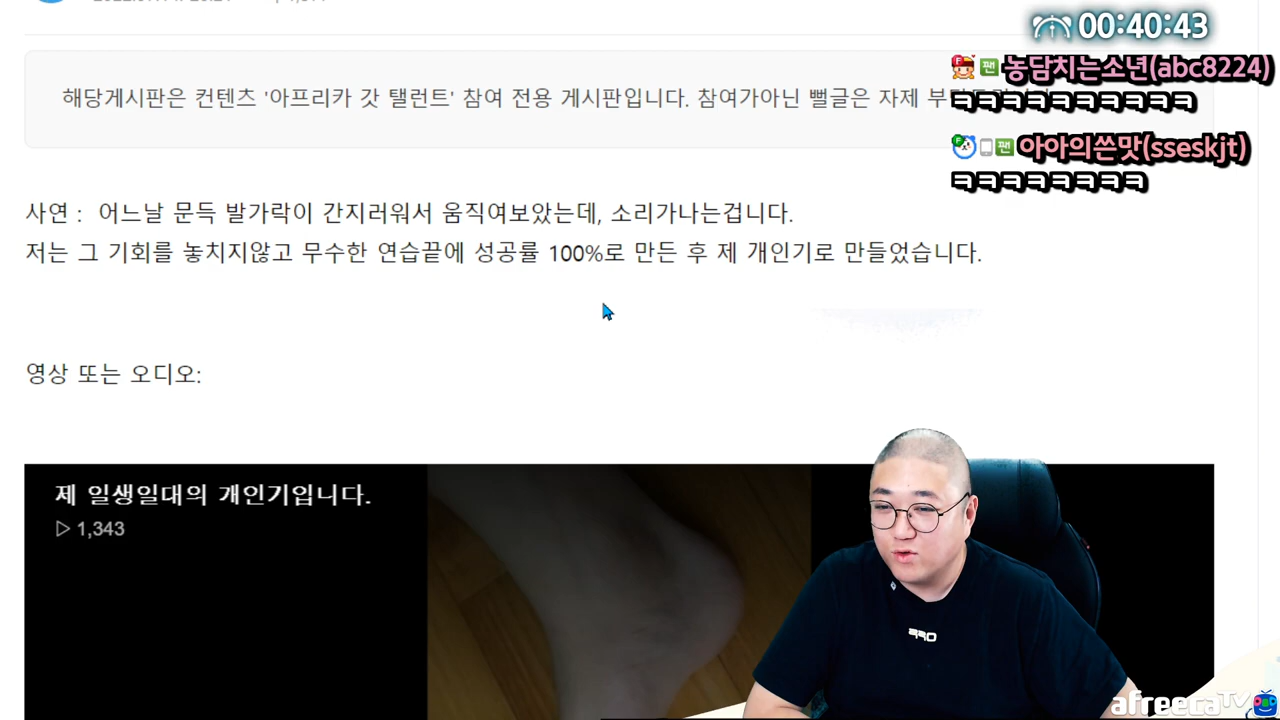 00:40:43
농담치는소년(abc8224)
해당게시판은 컨텐츠 '아프리카 갓 탤런트' 참여 전용 게시판입니다. 참여가아닌 뻘글은 자제
ㅋㅋㅋㅋㅋㅋㅋㅋㅋㅋ
팬 아아의쓴맛(sseskjt)
ㅋㅋㅋㅋㅋㅋㅋㅋ
사연 : 어느날 문득 발가락이 간지러워서 움직여보았는데, 소리가나는겁니다.
저는 그 기회를 놓치지않고 무수한 연습끝에 성공률 100%로 만든 후 제 개인기로 만들었습니다.
영상 또는 오디오:
제 일생일대의 개인기입니다.
1,343
afreecaTV